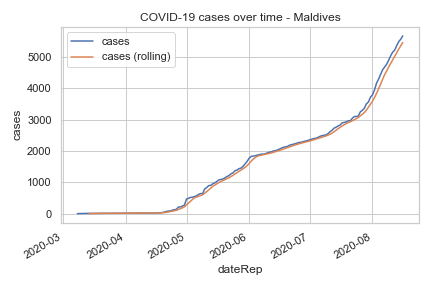 COVID-19 cases over time - Maldives
cases
cases (rolling)
5000
4000
3000
2000
1000
0
cases
2020-03
2020-04
2020-05
2020-06
2020-07
2020-08
dateRep